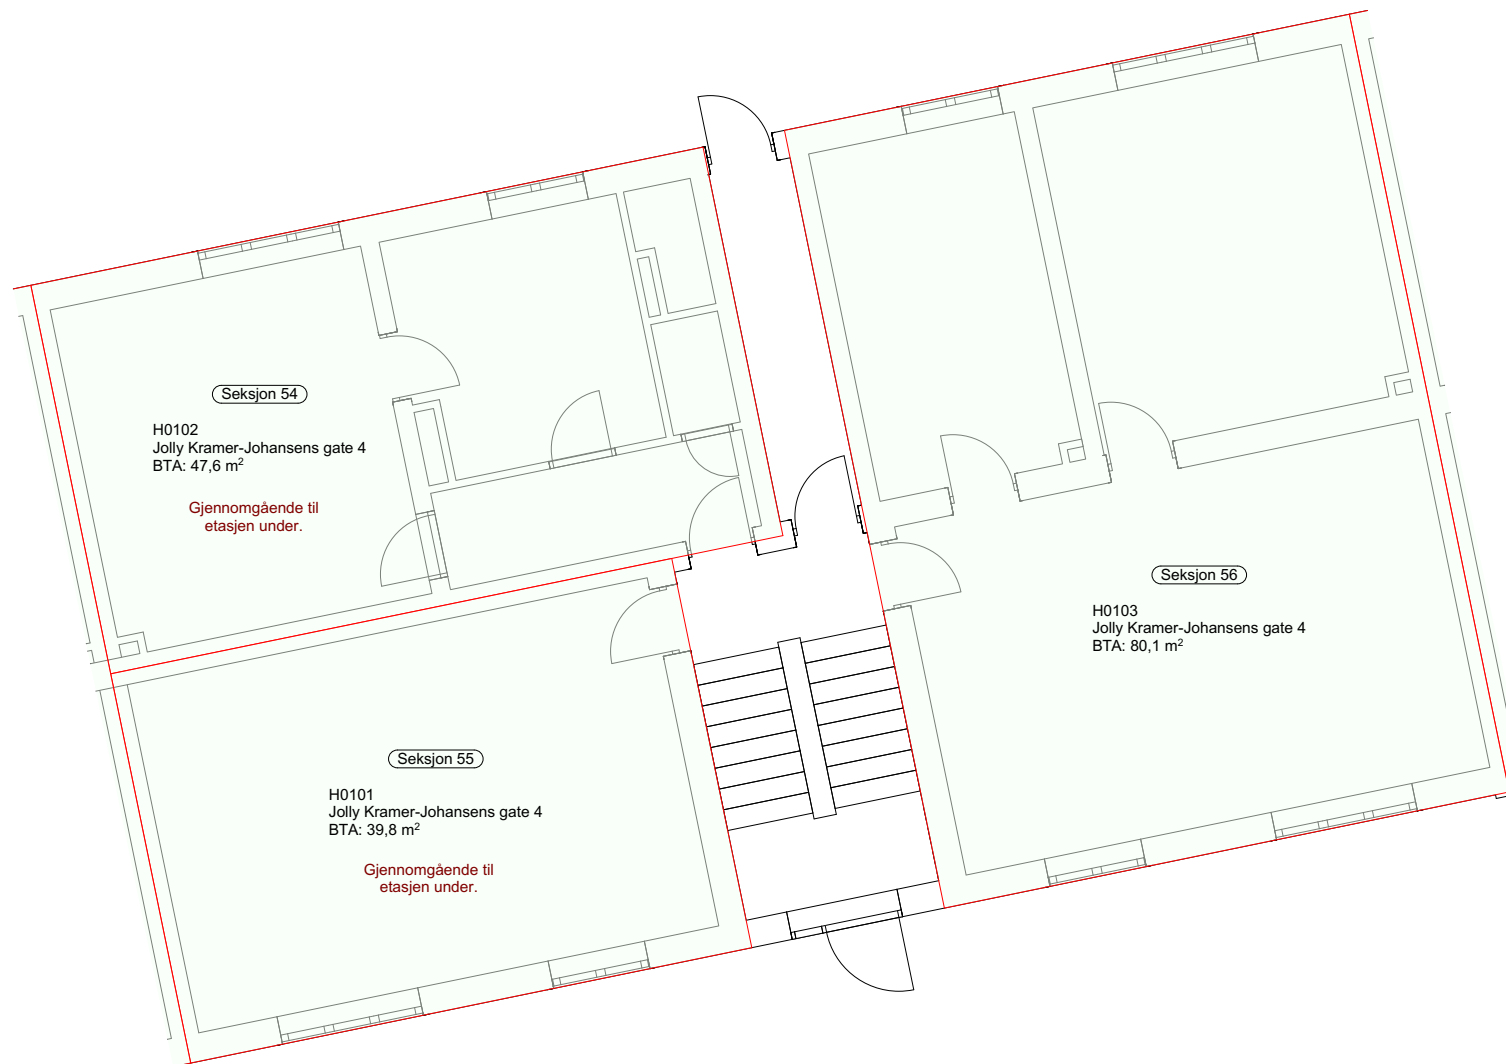 Seksjon 54
H0102
Jolly Kramer-Johansens gate 4
BTA: 47,6 m²
Gjennomgående til
etasjen under.
Seksjon 56
H0103
Jolly Kramer-Johansens gate 4
BTA: 80,1 m²
Seksjon 55
H0101
Jolly Kramer-Johansens gate 4
BTA: 39,8 m²
Gjennomgående til
etasjen under.